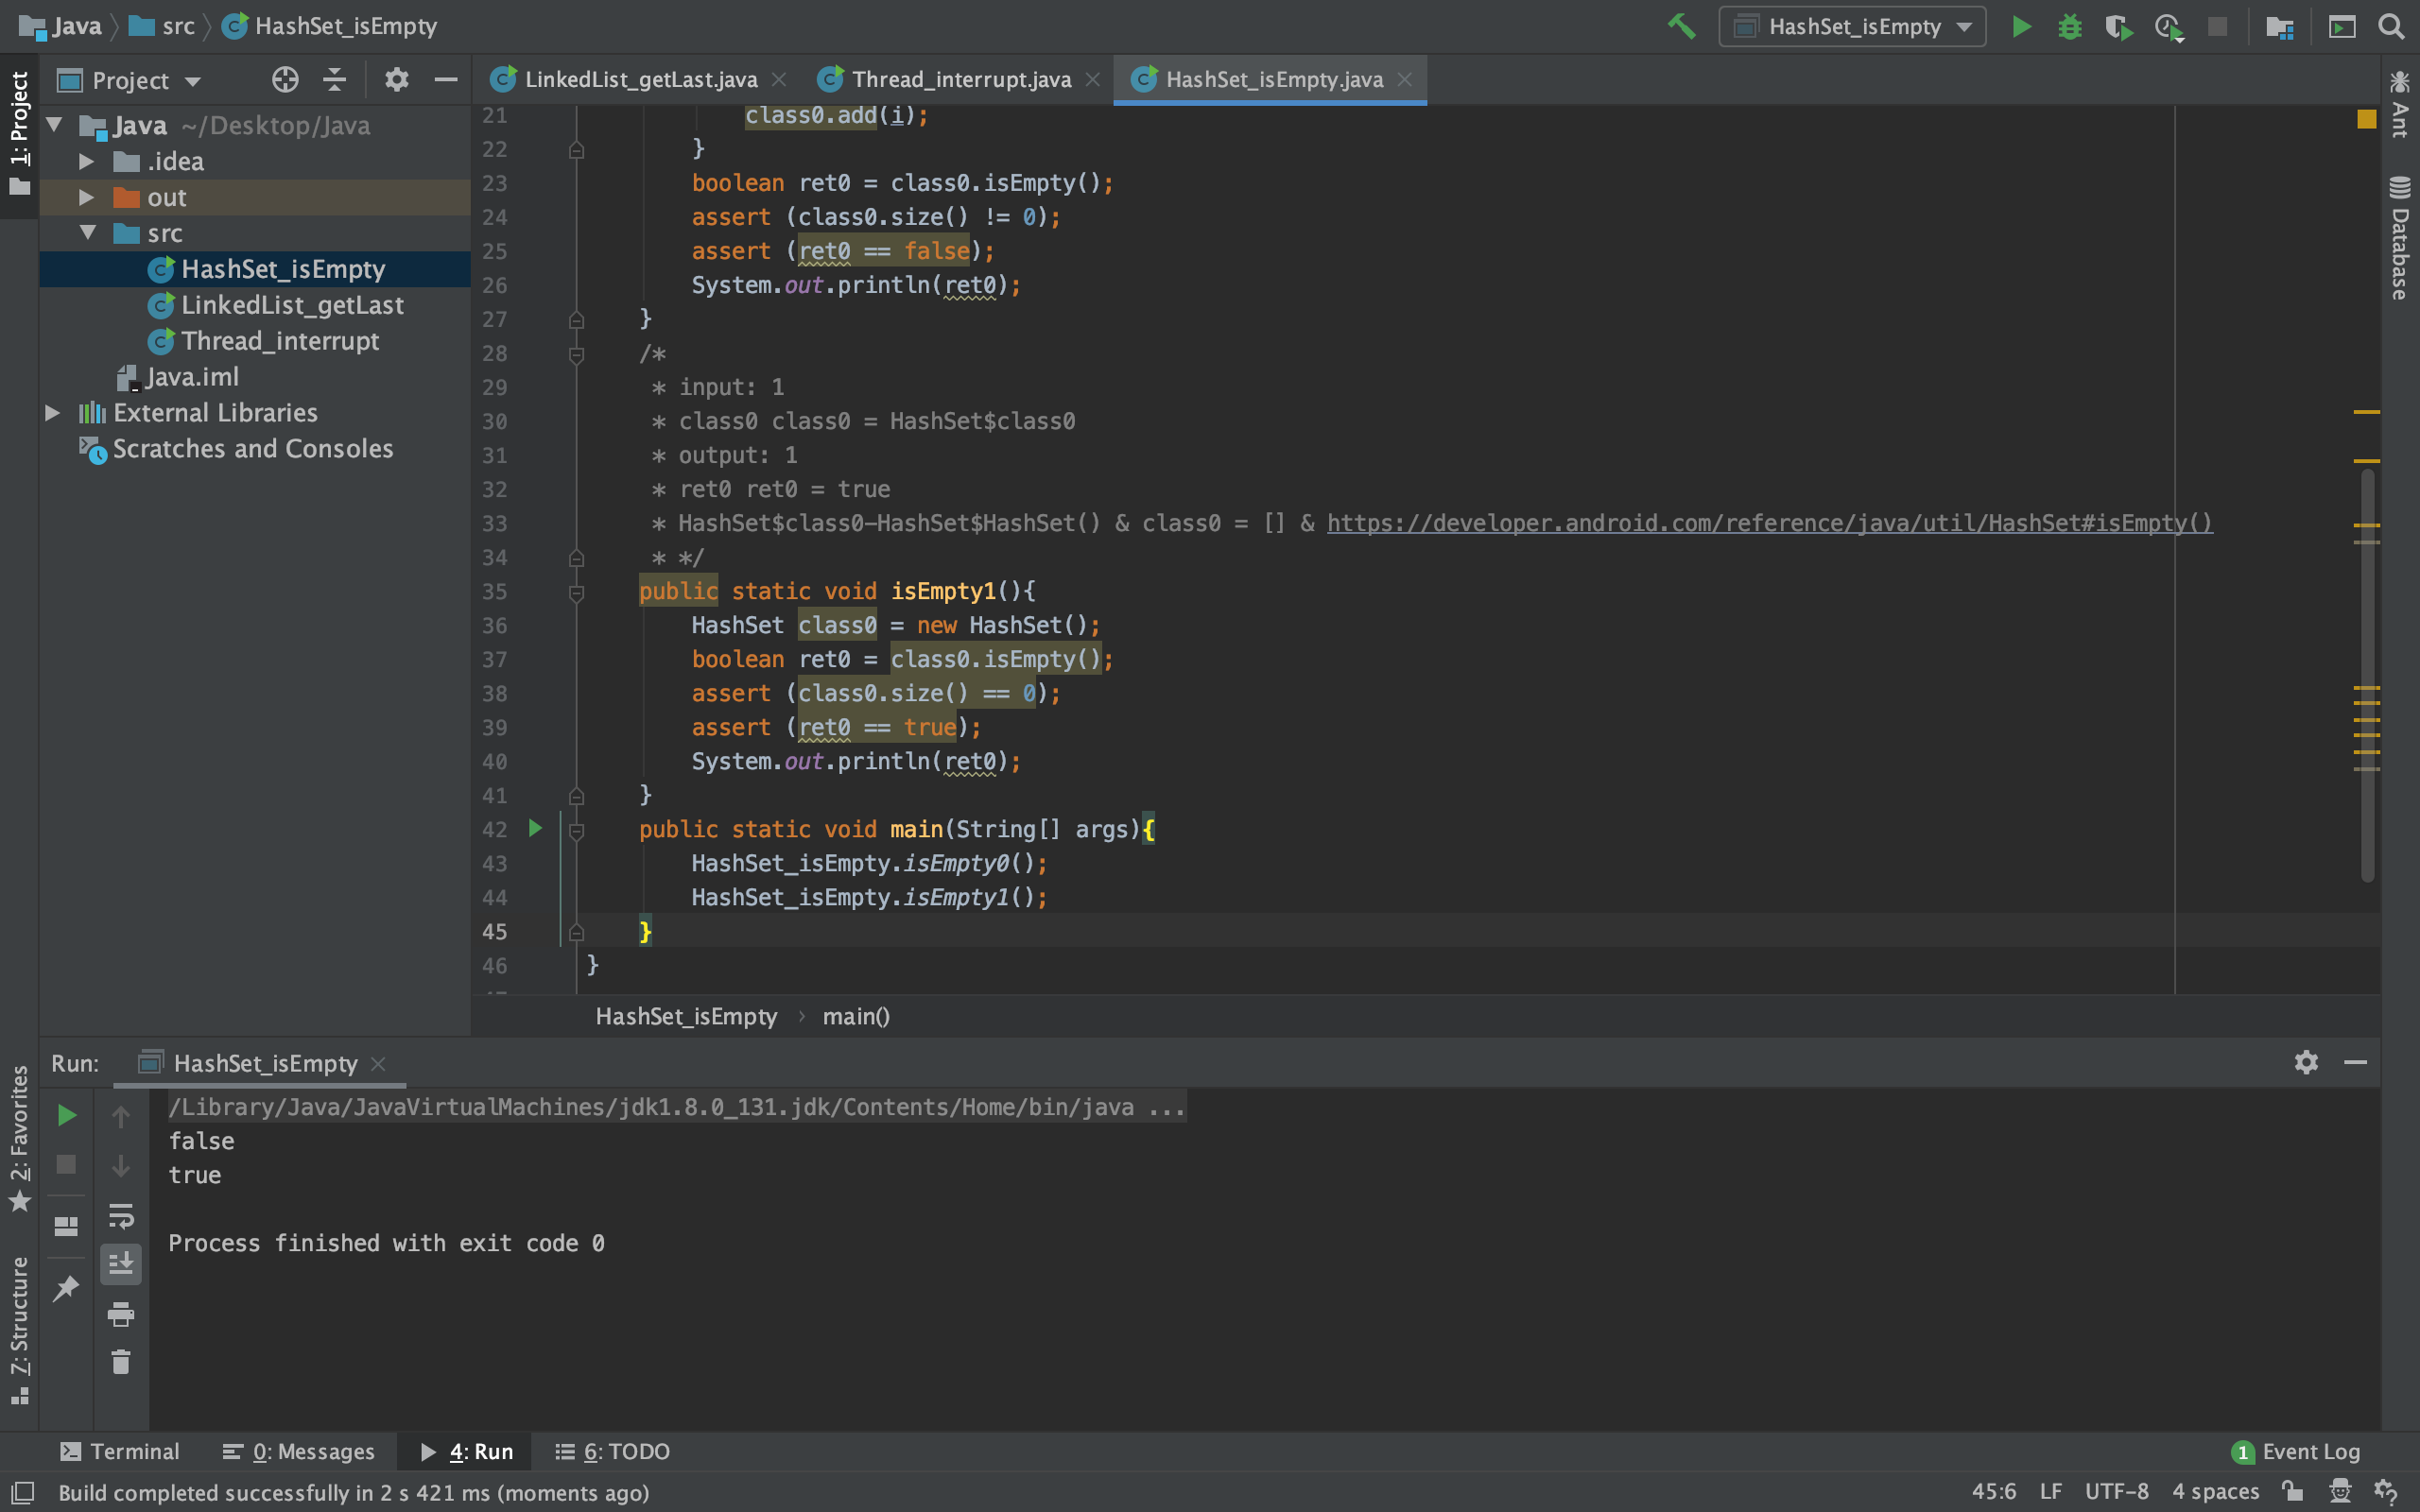 Java src HashSet_isEmpty HashSet_isEmpty
1: Project
Project
LinkedList_getLast.java Thread_interrupt.java HashSet_isEmpty.java
Java ~/Desktop/Java
.idea
out
src
HashSet_isEmpty
LinkedList_getLast
Thread_interrupt
Java.iml
External Libraries
Scratches and Consoles
21 class0.add(i);
22 }
23 boolean ret0 = class0.isEmpty();
24 assert (class0.size() != 0);
25 assert (ret0 == false);
26 System.out.println(ret0);
27 }
28 /*
29 * input: 1
30 * class0 class0 = HashSet$class0
31 * output: 1
32 * ret0 ret0 = true
33 * HashSet$class0-HashSet$HashSet() & class0 = [] & https://developer.android.com/reference/java/util/HashSet#isEmpty()
34 * */
35 public static void isEmpty1(){
36 HashSet class0 = new HashSet();
37 boolean ret0 = class0.isEmpty();
38 assert (class0.size() == 0);
39 assert (ret0 == true);
40 System.out.println(ret0);
41 }
42 public static void main(String[] args){
43 HashSet_isEmpty.isEmpty0();
44 HashSet_isEmpty.isEmpty1();
45 }
46 }
HashSet_isEmpty › main()
Ant
Database
Run: HashSet_isEmpty
/Library/Java/JavaVirtualMachines/jdk1.8.0_131.jdk/Contents/Home/bin/java ...
false
true
Process finished with exit code 0
2: Favorites
7: Structure
Terminal 0: Messages 4: Run 6: TODO 1 Event Log
Build completed successfully in 2 s 421 ms (moments ago) 45:6 LF UTF-8 4 spaces